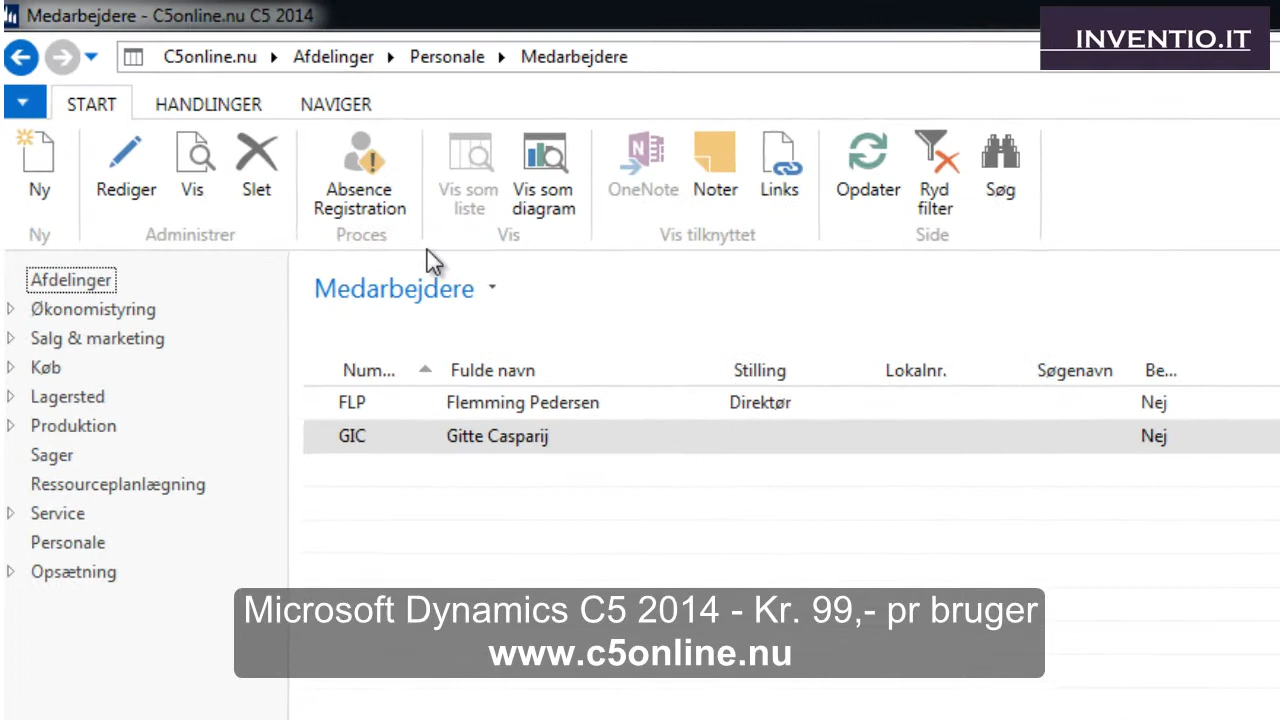 Medarbejdere - C5online.nu C5 2014
INVENTIO.IT
C5online.nu Afdelinger Personale Medarbejdere
START HANDLINGER NAVIGER
Ny Rediger Vis Slet Absence Registration Vis som liste Vis som diagram OneNote Noter Links Opdater Ryd filter Søg
Ny Administrer Proces Vis Vis tilknyttet Side
Afdelinger
Økonomistyring
Salg & marketing
Køb
Lagersted
Produktion
Sager
Ressourceplanlægning
Service
Personale
Opsætning
Medarbejdere
Num... Fulde navn Stilling Lokalnr. Søgenavn Be...
FLP Flemming Pedersen Direktør Nej
GIC Gitte Casparij Nej
Microsoft Dynamics C5 2014 - Kr. 99,- pr bruger
www.c5online.nu